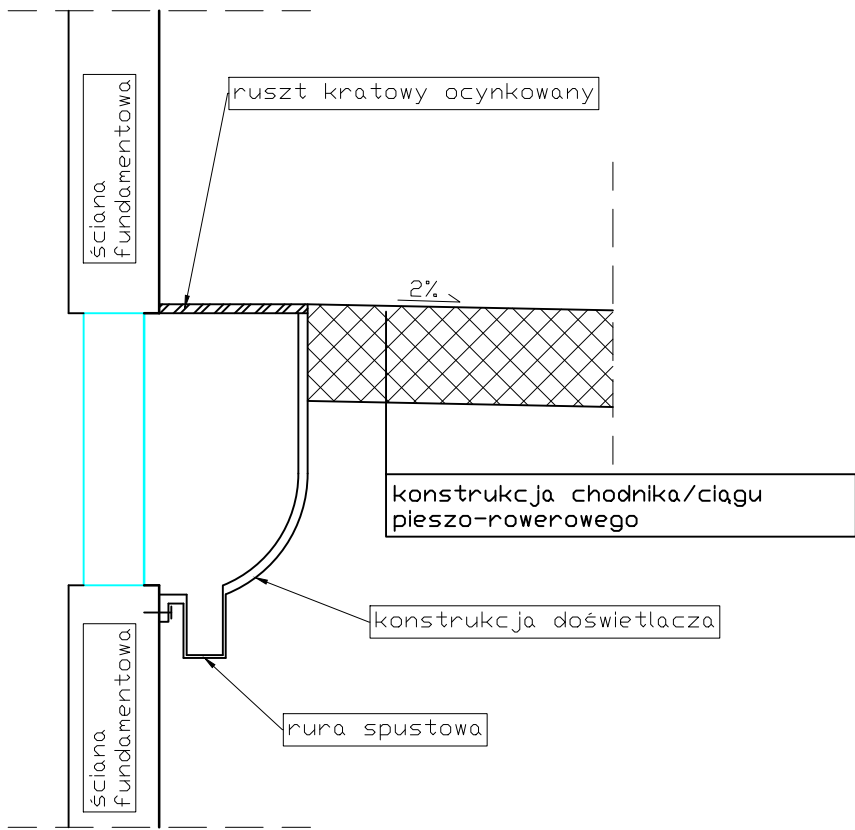 ściana
fundamentowa
ruszt kratowy ocynkowany
2%
konstrukcja chodnika/ciągu
pieszo-rowerowego
konstrukcja doświetlacza
rura spustowa
ściana
fundamentowa